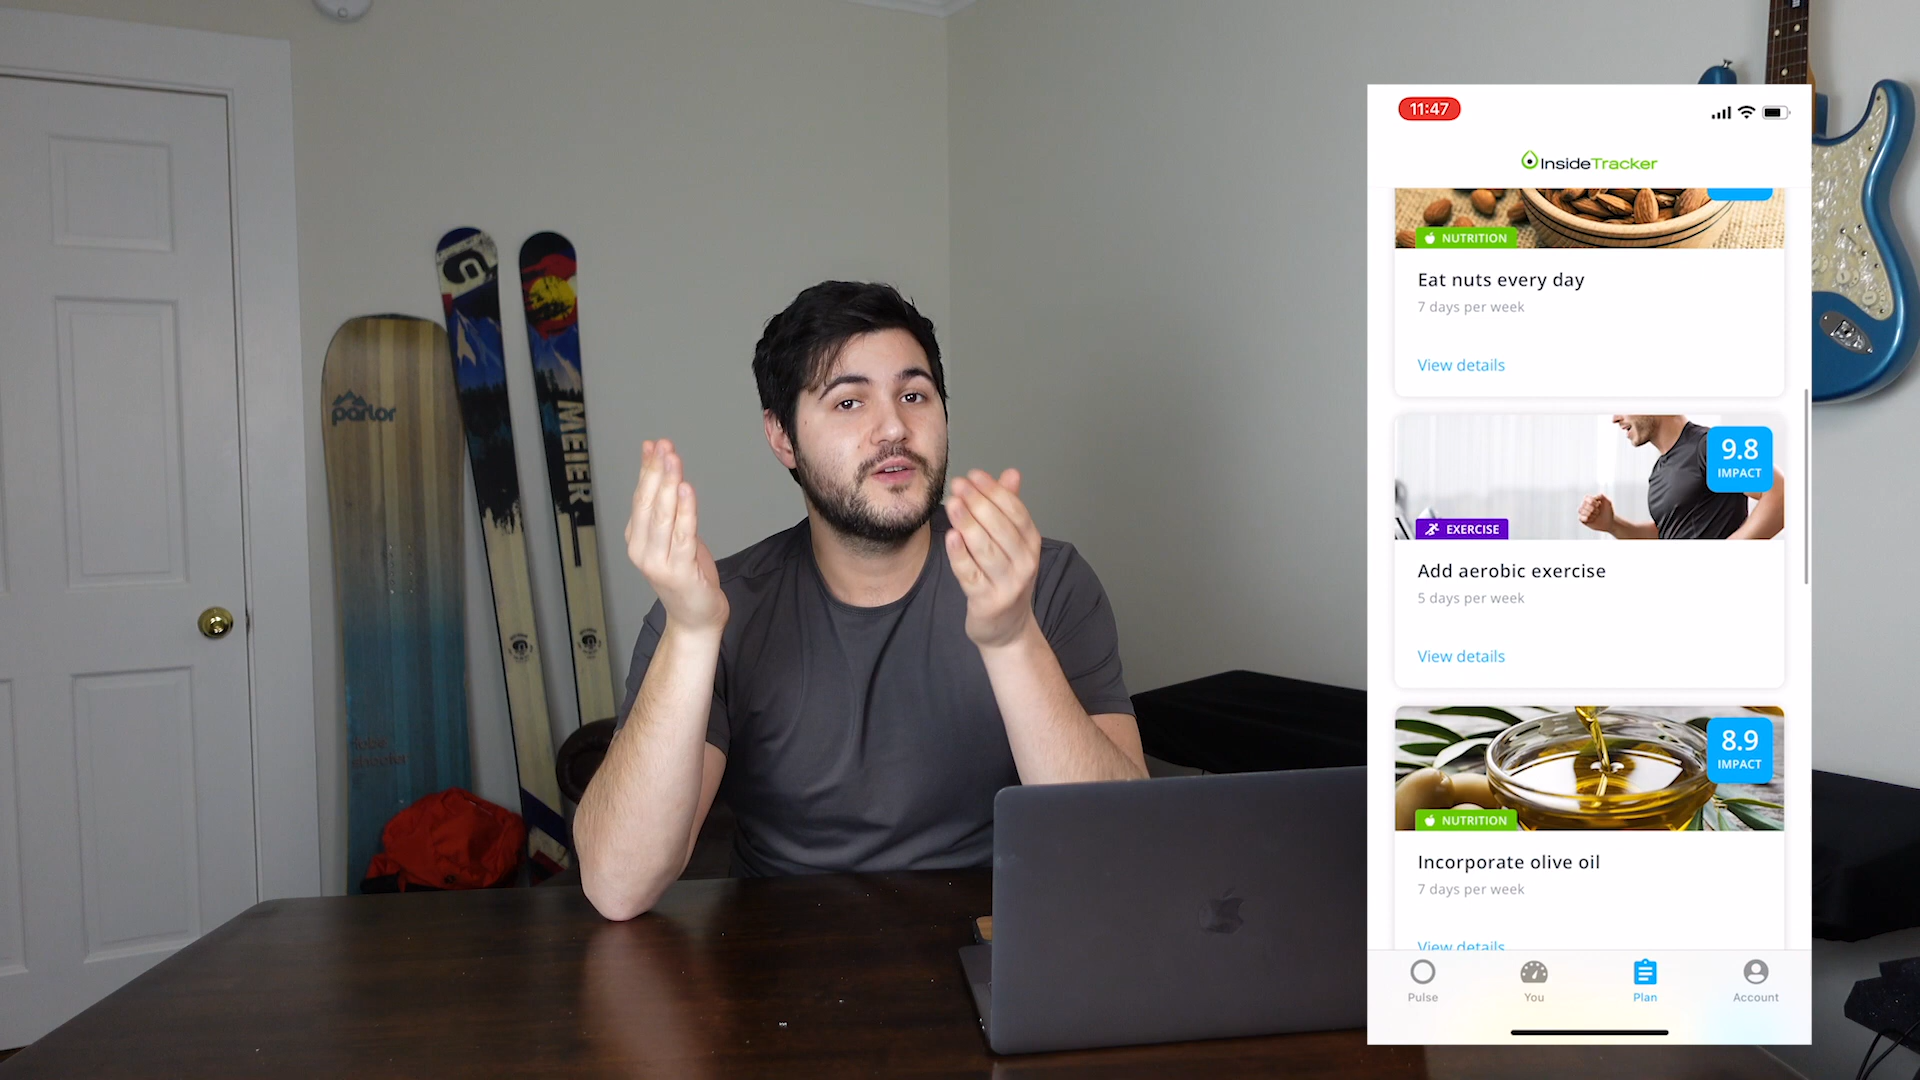 parlor
MEIER
11:47
InsideTracker
NUTRITION
Eat nuts every day
7 days per week
View details
9.8
IMPACT
EXERCISE
Add aerobic exercise
5 days per week
View details
8.9
IMPACT
NUTRITION
Incorporate olive oil
7 days per week
View details
Pulse
You
Plan
Account